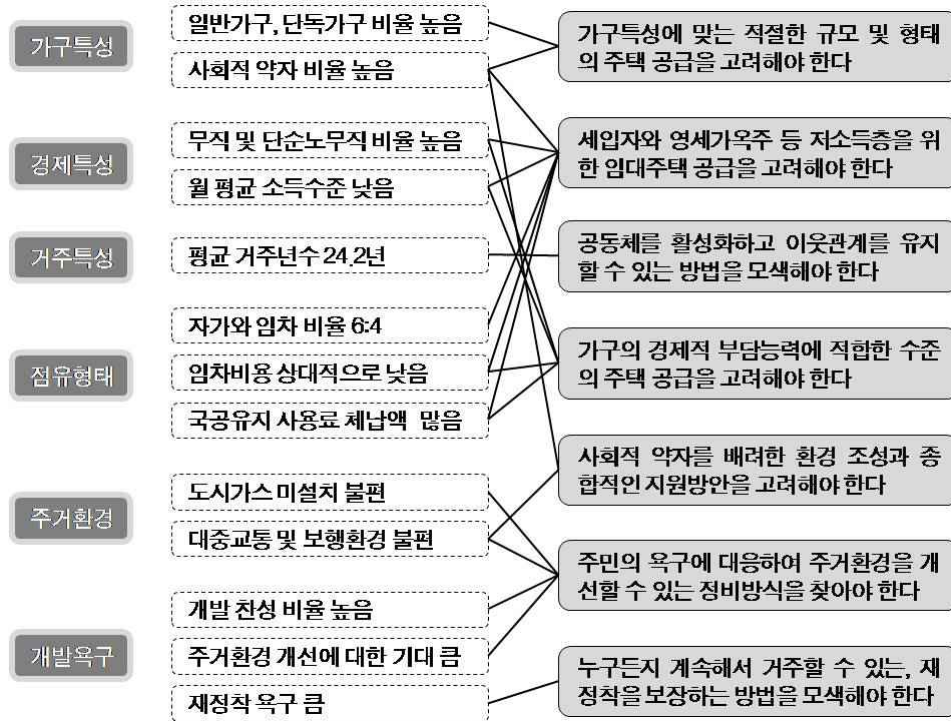 가구특성
일반가구, 단독가구 비율 높음
사회적 약자 비율 높음
경제특성
무직 및 단순노무직 비율 높음
월 평균 소득수준 낮음
거주특성
평균 거주년수 24.2년
점유형태
자가와 임차 비율 6:4
임차비용 상대적으로 낮음
국공유지 사용료 체납액 많음
주거환경
도시가스 미설치 불편
대중교통 및 보행환경 불편
개발욕구
개발 찬성 비율 높음
주거환경 개선에 대한 기대 큼
재정착 욕구 큼
가구특성에 맞는 적절한 규모 및 형태
의 주택 공급을 고려해야 한다
세입자와 영세가옥주 등 저소득층을 위
한 임대주택 공급을 고려해야 한다
공동체를 활성화하고 이웃관계를 유지
할 수 있는 방법을 모색해야 한다
가구의 경제적 부담능력에 적합한 수준
의 주택 공급을 고려해야 한다
사회적 약자를 배려한 환경 조성과 종
합적인 지원방안을 고려해야 한다
주민의 욕구에 대응하여 주거환경을 개
선할 수 있는 정비방식을 찾아야 한다
누구든지 계속해서 거주할 수 있는, 재
정착을 보장하는 방법을 모색해야 한다